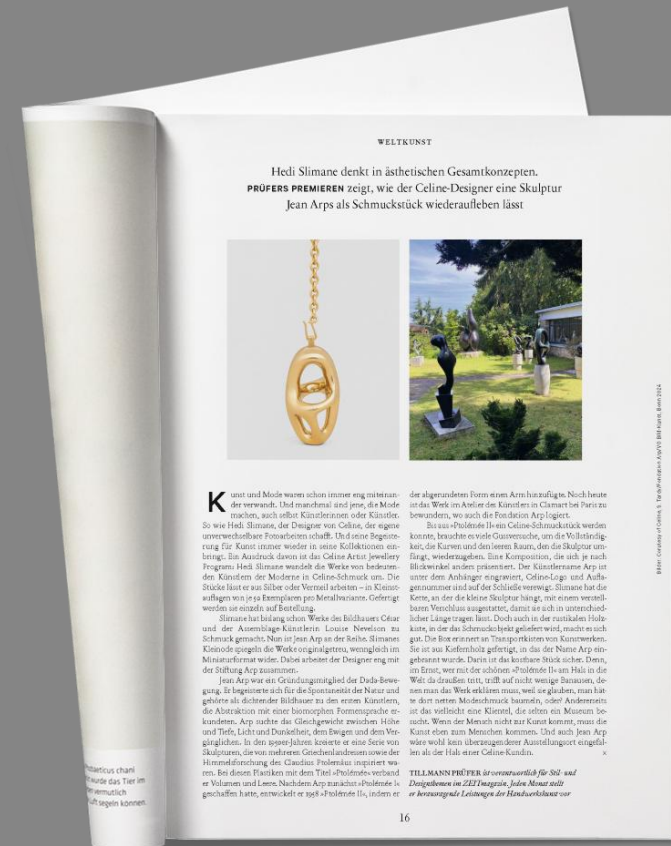 WELTKUNST
Hedi Slimane denkt in ästhetischen Gesamtkonzepten.
PRÜFERS PREMIEREN zeigt, wie der Celine-Designer eine Skulptur
Jean Arps als Schmuckstück wiederaufleben lässt
Kunst und Mode waren schon immer eng miteinan-
der verwandt. Und manchmal sind jene, die Mode
machen, auch selbst Künstlerinnen oder Künstler.
So wie Hedi Slimane, der Designer von Celine, der eigene
unverwechselbare Fotoarbeiten schafft. Und seine Begeiste-
rung für Kunst immer wieder in seine Kollektionen ein-
bringt. Ein Ausdruck davon ist das Celine Artist Jewellery
Program: Hedi Slimane wandelt die Werke von bedeuten-
den Künstlern der Moderne in Celine-Schmuck um. Die
Stücke lässt er aus Silber oder Vermeil arbeiten – in Kleinst-
auflagen von je 52 Exemplaren pro Metallvariante. Gefertigt
werden sie einzeln auf Bestellung.
Slimane hat bislang schon Werke des Bildhauers César
und der Assemblage-Künstlerin Louise Nevelson zu
Schmuck gemacht. Nun ist Jean Arp an der Reihe. Slimanes
Kleinode spiegeln die Werke originalgetreu, wenngleich im
Miniaturformat wider. Dabei arbeitet der Designer eng mit
der Stiftung Arp zusammen.
Jean Arp war ein Gründungsmitglied der Dada-Bewe-
gung. Er begeisterte sich für die Spontaneität der Natur und
gehörte als dichtender Bildhauer zu den ersten Künstlern,
die Abstraktion mit einer biomorphen Formensprache er-
kundeten. Arp suchte das Gleichgewicht zwischen Höhe
und Tiefe, Licht und Dunkelheit, dem Ewigen und dem Ver-
gänglichen. In den 1950er-Jahren kreierte er eine Serie von
Skulpturen, die von mehreren Griechenlandreisen sowie der
Himmelsforschung des Claudius Ptolemäus inspiriert wa-
ren. Bei diesen Plastiken mit dem Titel »Ptolémée« verband
er Volumen und Leere. Nachdem Arp zunächst »Ptolémée I«
geschaffen hatte, entwickelt er 1958 »Ptolémée II«, indem er
der abgerundeten Form einen Arm hinzufügte. Noch heute
ist das Werk im Atelier des Künstlers in Clamart bei Paris zu
bewundern, wo auch die Fondation Arp logiert.
Bis aus »Ptolémée II« ein Celine-Schmuckstück werden
konnte, brauchte es viele Gussversuche, um die Vollständig-
keit, die Kurven und den leeren Raum, den die Skulptur um-
fängt, wiederzugeben. Eine Komposition, die sich je nach
Blickwinkel anders präsentiert. Der Künstlername Arp ist
unter dem Anhänger eingraviert, Celine-Logo und Aufla-
gennummer sind auf der Schließe verewigt. Slimane hat die
Kette, an der die kleine Skulptur hängt, mit einem verstell-
baren Verschluss ausgestattet, damit sie sich in unterschied-
licher Länge tragen lässt. Doch auch in der rustikalen Holz-
kiste, in der das Schmuckobjekt geliefert wird, macht es sich
gut. Die Box erinnert an Transportkisten von Kunstwerken.
Sie ist aus Kiefernholz gefertigt, in das der Name Arp ein-
gebrannt wurde. Darin ist das kostbare Stück sicher. Denn,
im Ernst, wer mit der schönen »Ptolémée II« am Hals in die
Welt da draußen tritt, trifft auf nicht wenige Banausen, de-
nen man das Werk erklären muss, weil sie glauben, man hät-
te dort netten Modeschmuck baumeln, oder? Andererseits
ist das vielleicht eine Klientel, die selten ein Museum be-
sucht. Wenn der Mensch nicht zur Kunst kommt, muss die
Kunst eben zum Menschen kommen. Und auch Jean Arp
wäre wohl kein überzeugenderer Ausstellungsort eingefal-
len als der Hals einer Celine-Kundin. ×
TILLMANN PRÜFER ist verantwortlich für Stil- und
Designthemen im ZEITmagazin. Jeden Monat stellt
er herausragende Leistungen der Handwerkskunst vor
16
Bilder: Courtesy of Celine; S. Tardy/Fondation Arp/VG Bild-Kunst, Bonn 2024
chani
wurde das Tier im
vermutlich
Luft segeln können.